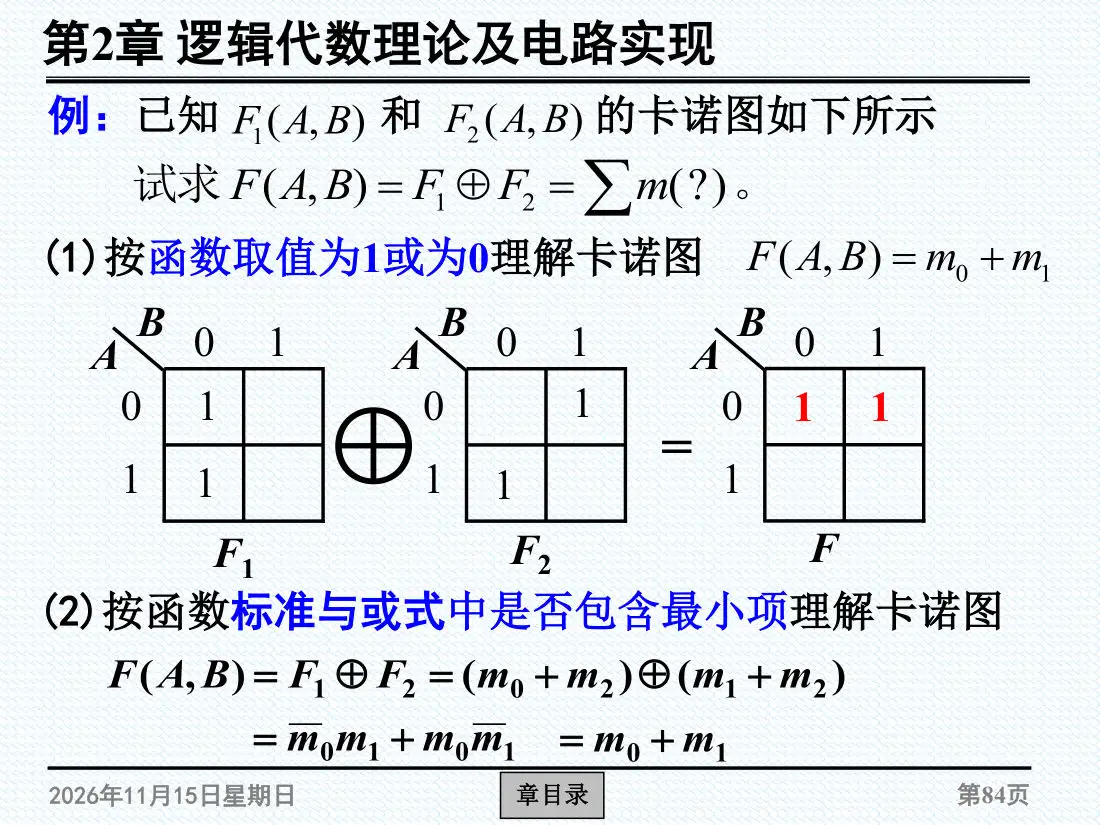 第2章 逻辑代数理论及电路实现
例：已知 F₁(A,B) 和 F₂(A,B) 的卡诺图如下所示
试求 F(A,B) = F₁ ⊕ F₂ = ∑m(?)。
(1)按函数取值为1或为0理解卡诺图 F(A,B) = m₀ + m₁
B 0 1 B 0 1 B 0 1
A A A
0 1 0 1 0 1 1
⊕ =
1 1 1 1 1
F₁ F₂ F
(2)按函数标准与或式中是否包含最小项理解卡诺图
F(A,B) = F₁ ⊕ F₂ = (m₀ + m₂) ⊕ (m₁ + m₂)
= m̅₀m₁ + m₀m̅₁ = m₀ + m₁
2026年11月15日星期日 章目录 第84页